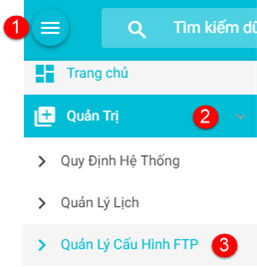 1
Tìm kiếm
Trang chủ
Quản Trị 2
Quy Định Hệ Thống
Quản Lý Lịch
Quản Lý Cấu Hình FTP 3